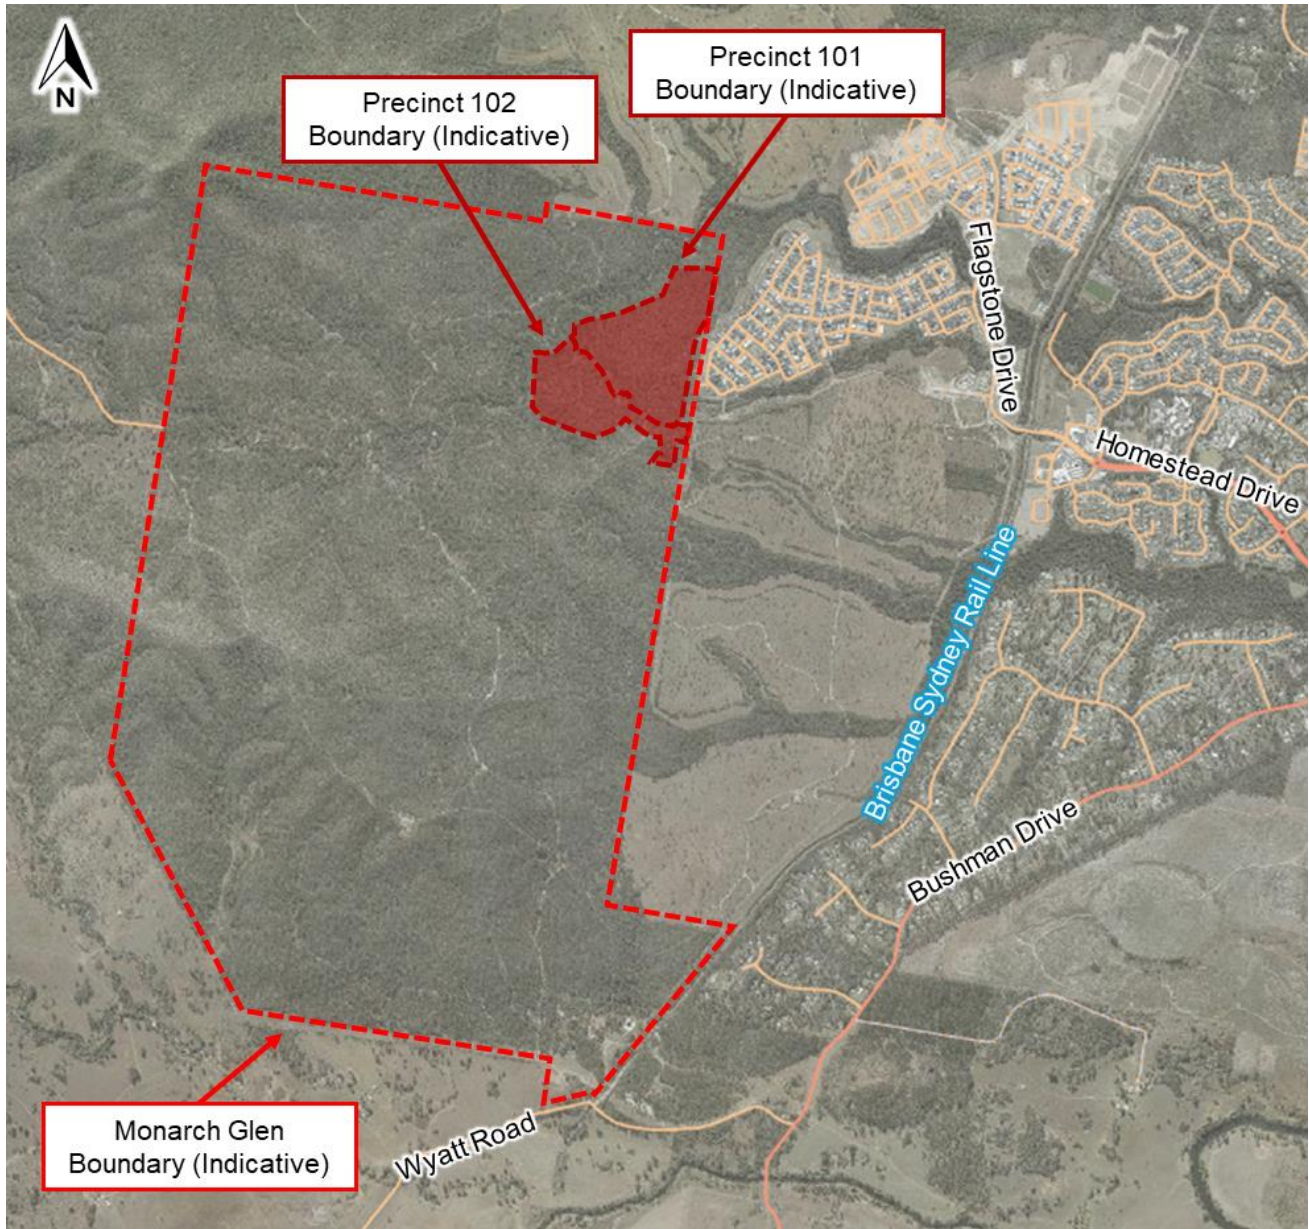 Precinct 101
Boundary (Indicative)
Precinct 102
Boundary (Indicative)
N
Flagstone Drive
Homestead Drive
Brisbane Sydney Rail Line
Bushman Drive
Monarch Glen
Boundary (Indicative)
Wyatt Road